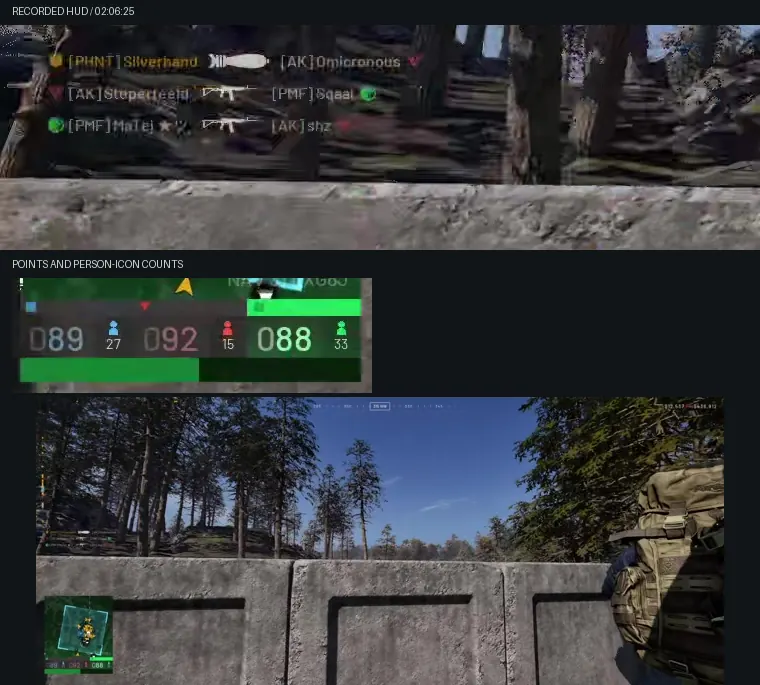 RECORDED HUD / 02:06:25
[PHNT]Silverhand [AK]Omicronous
[AK]Stuperfeeld [PMF]Sqaal
[PMF]MaTej [AK]shz
POINTS AND PERSON-ICON COUNTS
089 27 092 15 088 33